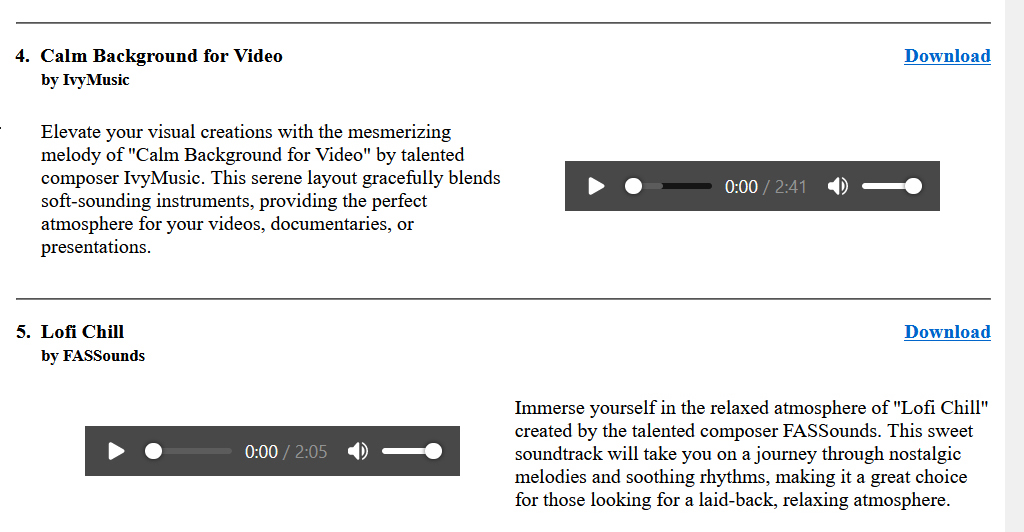 4. Calm Background for Video
Download
by IvyMusic
Elevate your visual creations with the mesmerizing
melody of "Calm Background for Video" by talented
composer IvyMusic. This serene layout gracefully blends
soft-sounding instruments, providing the perfect
atmosphere for your videos, documentaries, or
presentations.
0:00 / 2:41
5. Lofi Chill
Download
by FASSounds
0:00 / 2:05
Immerse yourself in the relaxed atmosphere of "Lofi Chill"
created by the talented composer FASSounds. This sweet
soundtrack will take you on a journey through nostalgic
melodies and soothing rhythms, making it a great choice
for those looking for a laid-back, relaxing atmosphere.